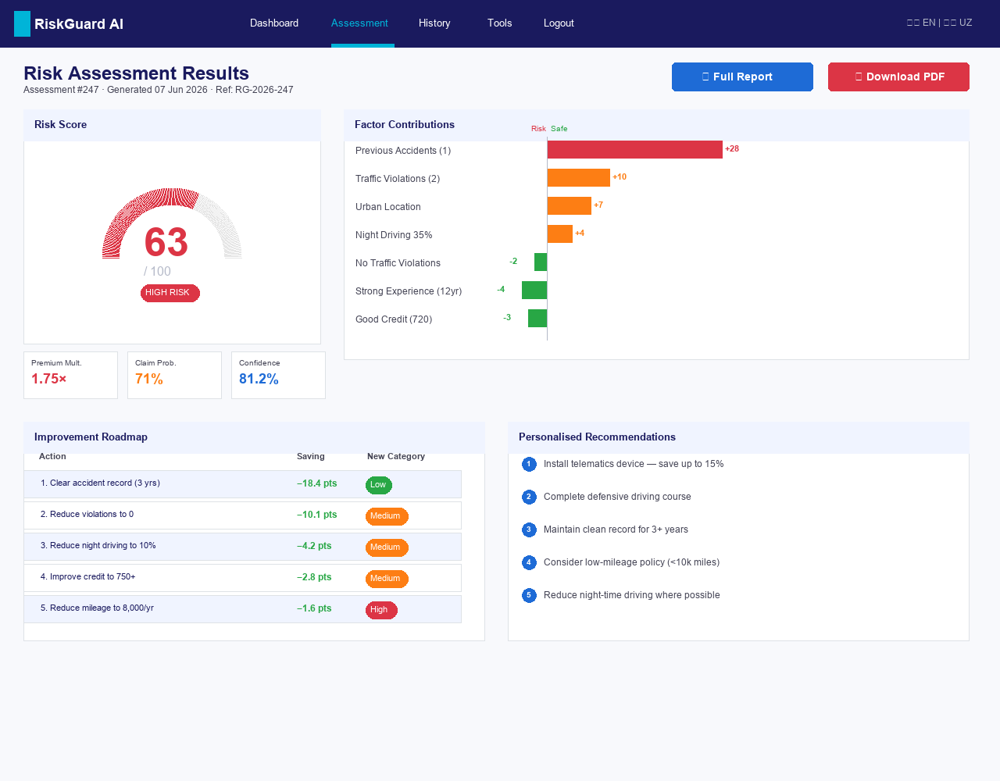 RiskGuard AI
Dashboard Assessment History Tools Logout
EN | UZ
Risk Assessment Results
Assessment #247 · Generated 07 Jun 2026 · Ref: RG-2026-247
Full Report
Download PDF
Risk Score
63
/ 100
HIGH RISK
Premium Mult.
1.75×
Claim Prob.
71%
Confidence
81.2%
Factor Contributions
Risk Safe
Previous Accidents (1) +28
Traffic Violations (2) +10
Urban Location +7
Night Driving 35% +4
No Traffic Violations -2
Strong Experience (12yr) -4
Good Credit (720) -3
Improvement Roadmap
Action Saving New Category
1. Clear accident record (3 yrs) –18.4 pts Low
2. Reduce violations to 0 –10.1 pts Medium
3. Reduce night driving to 10% –4.2 pts Medium
4. Improve credit to 750+ –2.8 pts Medium
5. Reduce mileage to 8,000/yr –1.6 pts High
Personalised Recommendations
1 Install telematics device — save up to 15%
2 Complete defensive driving course
3 Maintain clean record for 3+ years
4 Consider low-mileage policy (<10k miles)
5 Reduce night-time driving where possible